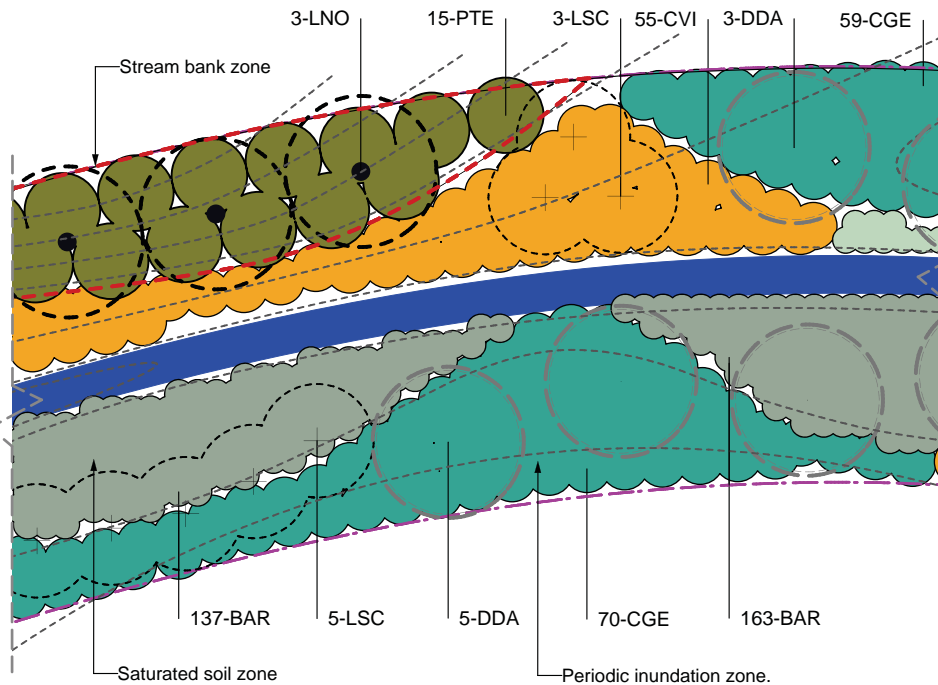 3-LNO 15-PTE 3-LSC 55-CVI 3-DDA 59-CGE
Stream bank zone
137-BAR 5-LSC 5-DDA 70-CGE 163-BAR
Saturated soil zone
Periodic inundation zone.